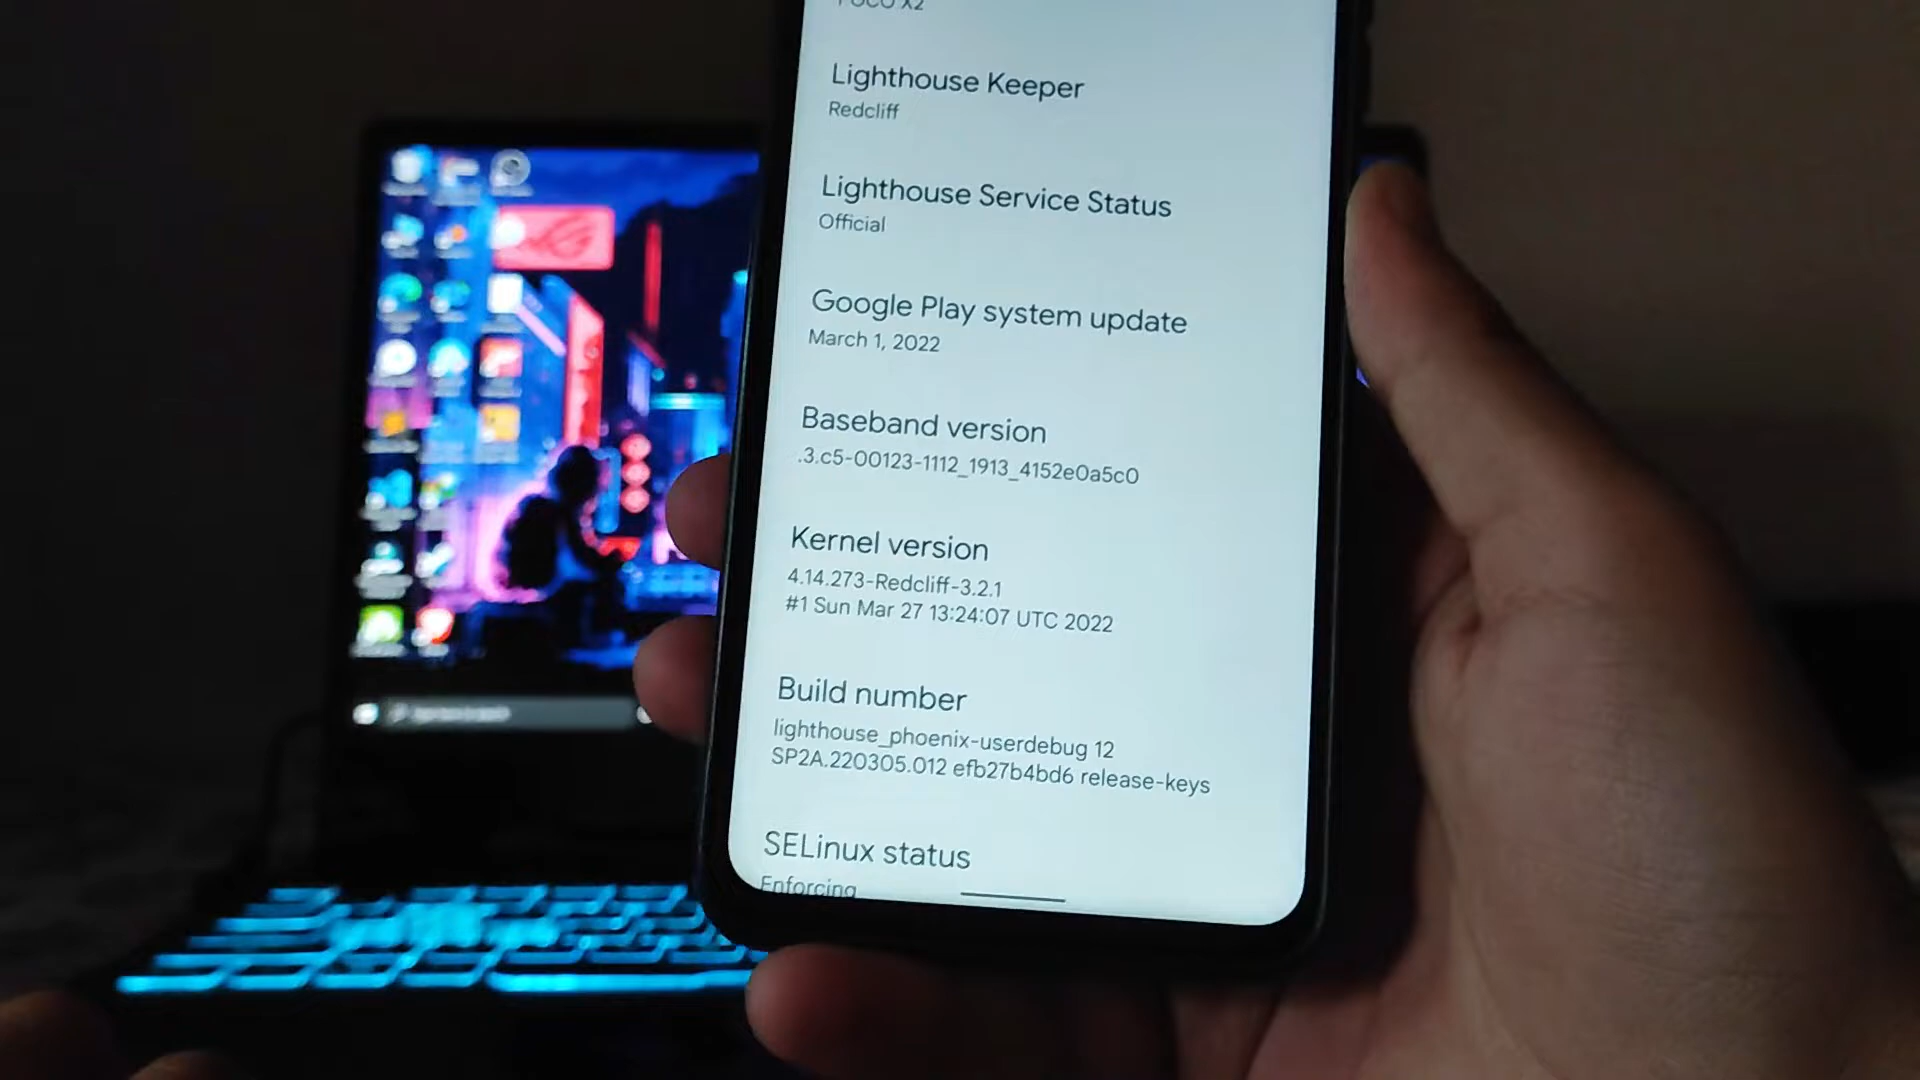 POCO X2
Lighthouse Keeper
Redcliff
Lighthouse Service Status
Official
Google Play system update
March 1, 2022
Baseband version
.3.c5-00123-1112_1913_4152e0a5c0
Kernel version
4.14.273-Redcliff-3.2.1
#1 Sun Mar 27 13:24:07 UTC 2022
Build number
lighthouse_phoenix-userdebug 12
SP2A.220305.012 efb27b4bd6 release-keys
SELinux status
Enforcing